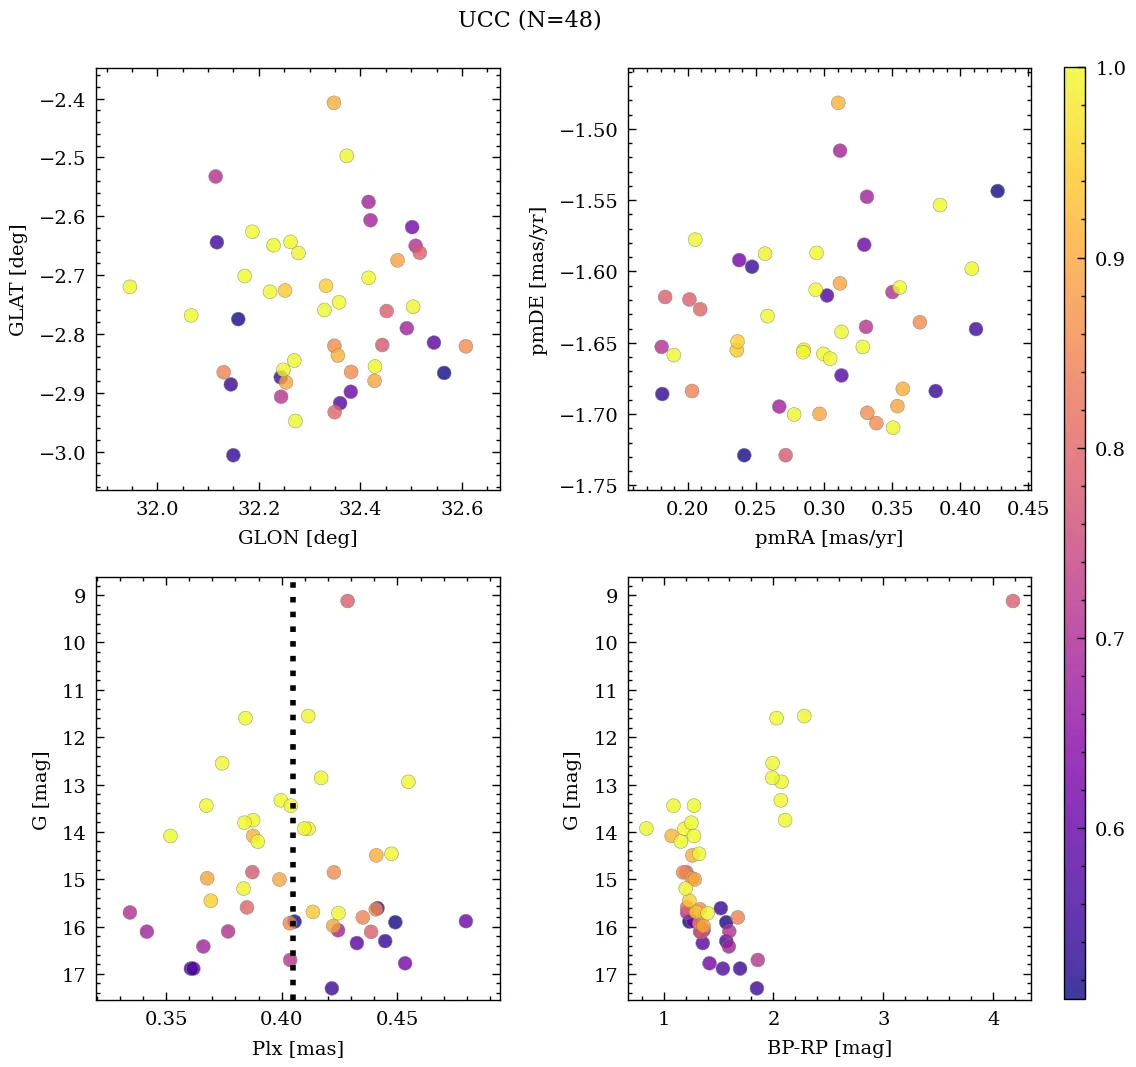 UCC (N=48)
−2.4
−2.5
−2.6
−2.7
−2.8
−2.9
−3.0
GLAT [deg]
32.0 32.2 32.4 32.6
GLON [deg]
−1.50
−1.55
−1.60
−1.65
−1.70
−1.75
pmDE [mas/yr]
0.20 0.25 0.30 0.35 0.40 0.45
pmRA [mas/yr]
9
10
11
12
13
14
15
16
17
G [mag]
0.35 0.40 0.45
Plx [mas]
9
10
11
12
13
14
15
16
17
G [mag]
1 2 3 4
BP-RP [mag]
1.0
0.9
0.8
0.7
0.6